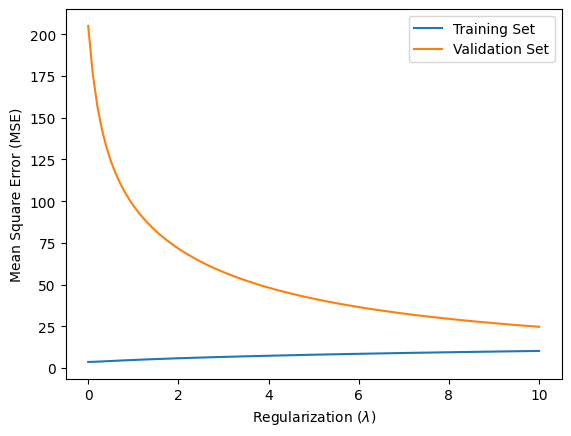 Training Set
Validation Set
Mean Square Error (MSE)
200
175
150
125
100
75
50
25
0
0 2 4 6 8 10
Regularization (λ)